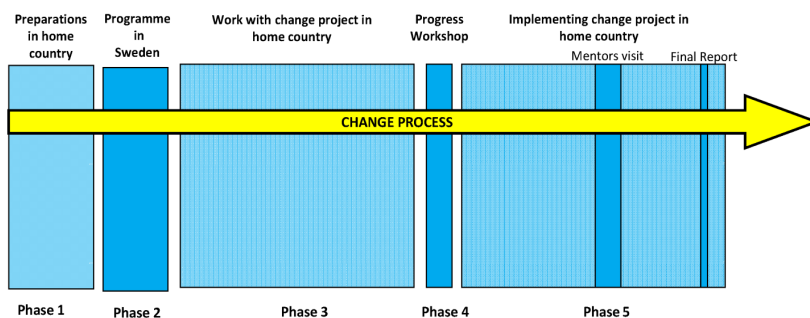 Preparations
in home
country
Programme
in
Sweden
Work with change project in
home country
Progress
Workshop
Implementing change project in
home country
Mentors visit
Final Report
CHANGE PROCESS
Phase 1
Phase 2
Phase 3
Phase 4
Phase 5